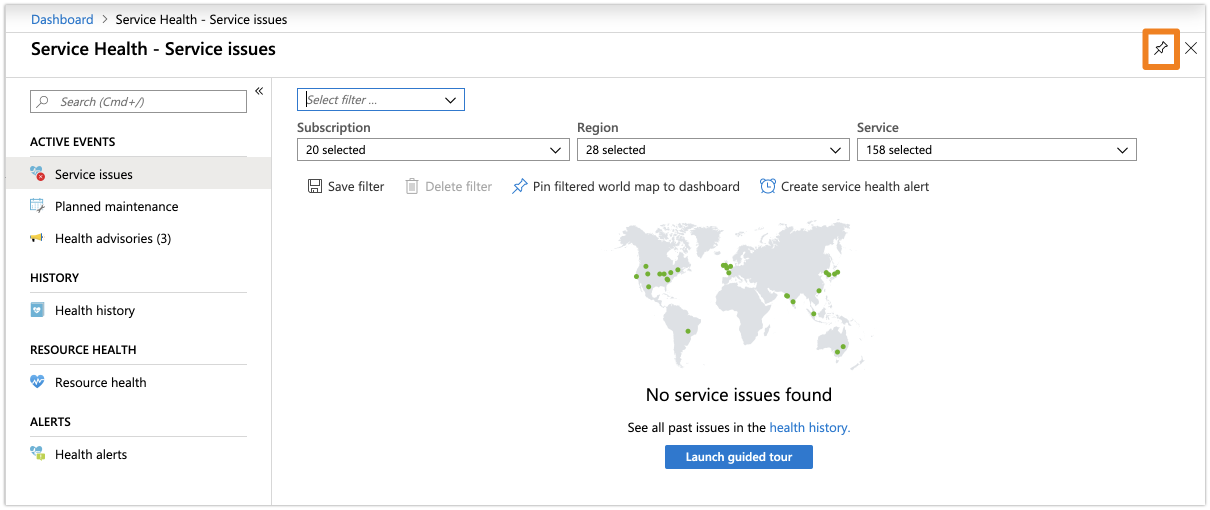 Dashboard > Service Health - Service issues
Service Health - Service issues
Search (Cmd+/)
«
ACTIVE EVENTS
Service issues
Planned maintenance
Health advisories (3)
HISTORY
Health history
RESOURCE HEALTH
Resource health
ALERTS
Health alerts
Select filter ...
Subscription Region Service
20 selected 28 selected 158 selected
Save filter Delete filter Pin filtered world map to dashboard Create service health alert
No service issues found
See all past issues in the health history.
Launch guided tour